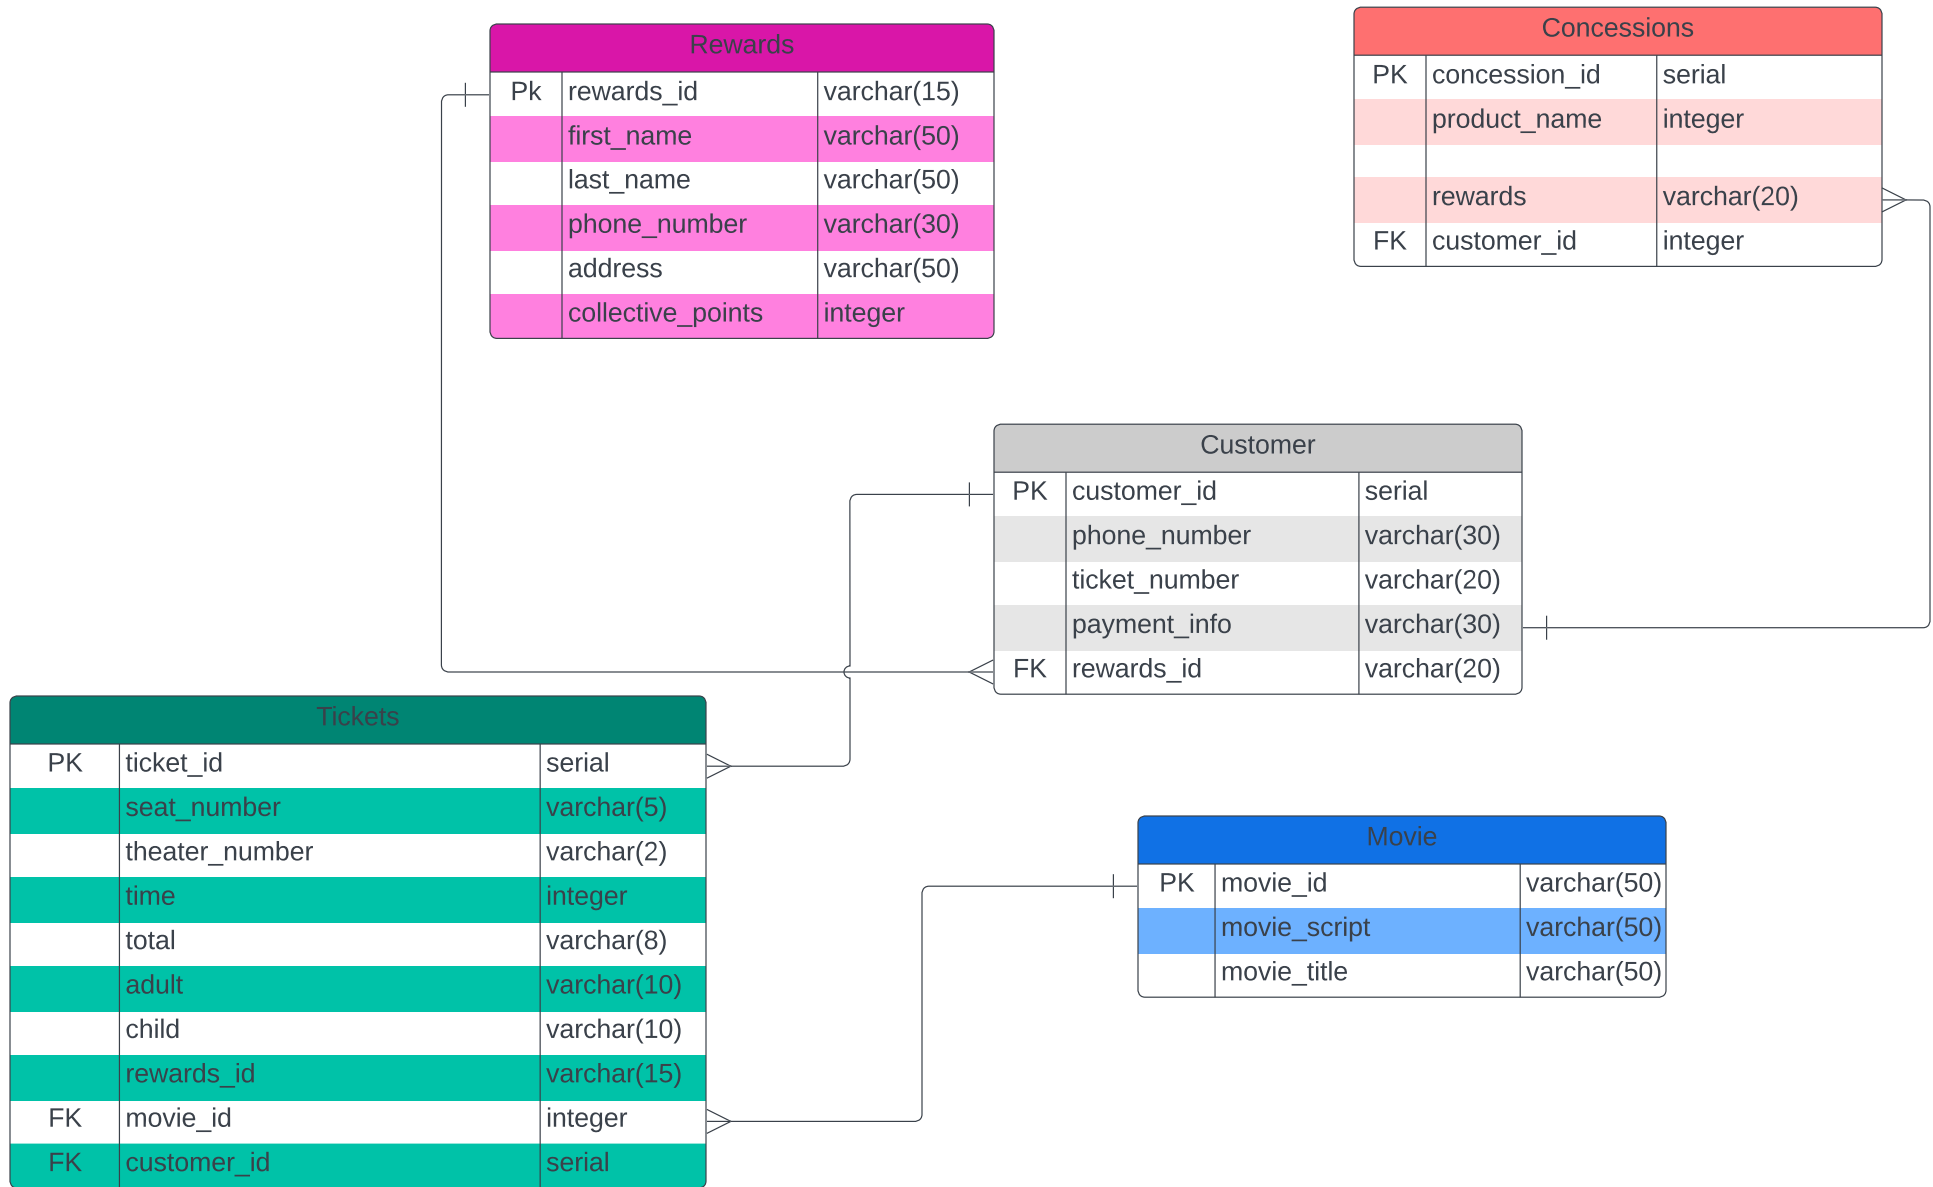 Rewards
Pk rewards_id varchar(15)
first_name varchar(50)
last_name varchar(50)
phone_number varchar(30)
address varchar(50)
collective_points integer
Concessions
PK concession_id serial
product_name integer
rewards varchar(20)
FK customer_id integer
Customer
PK customer_id serial
phone_number varchar(30)
ticket_number varchar(20)
payment_info varchar(30)
FK rewards_id varchar(20)
Tickets
PK ticket_id serial
seat_number varchar(5)
theater_number varchar(2)
time integer
total varchar(8)
adult varchar(10)
child varchar(10)
rewards_id varchar(15)
FK movie_id integer
FK customer_id serial
Movie
PK movie_id varchar(50)
movie_script varchar(50)
movie_title varchar(50)